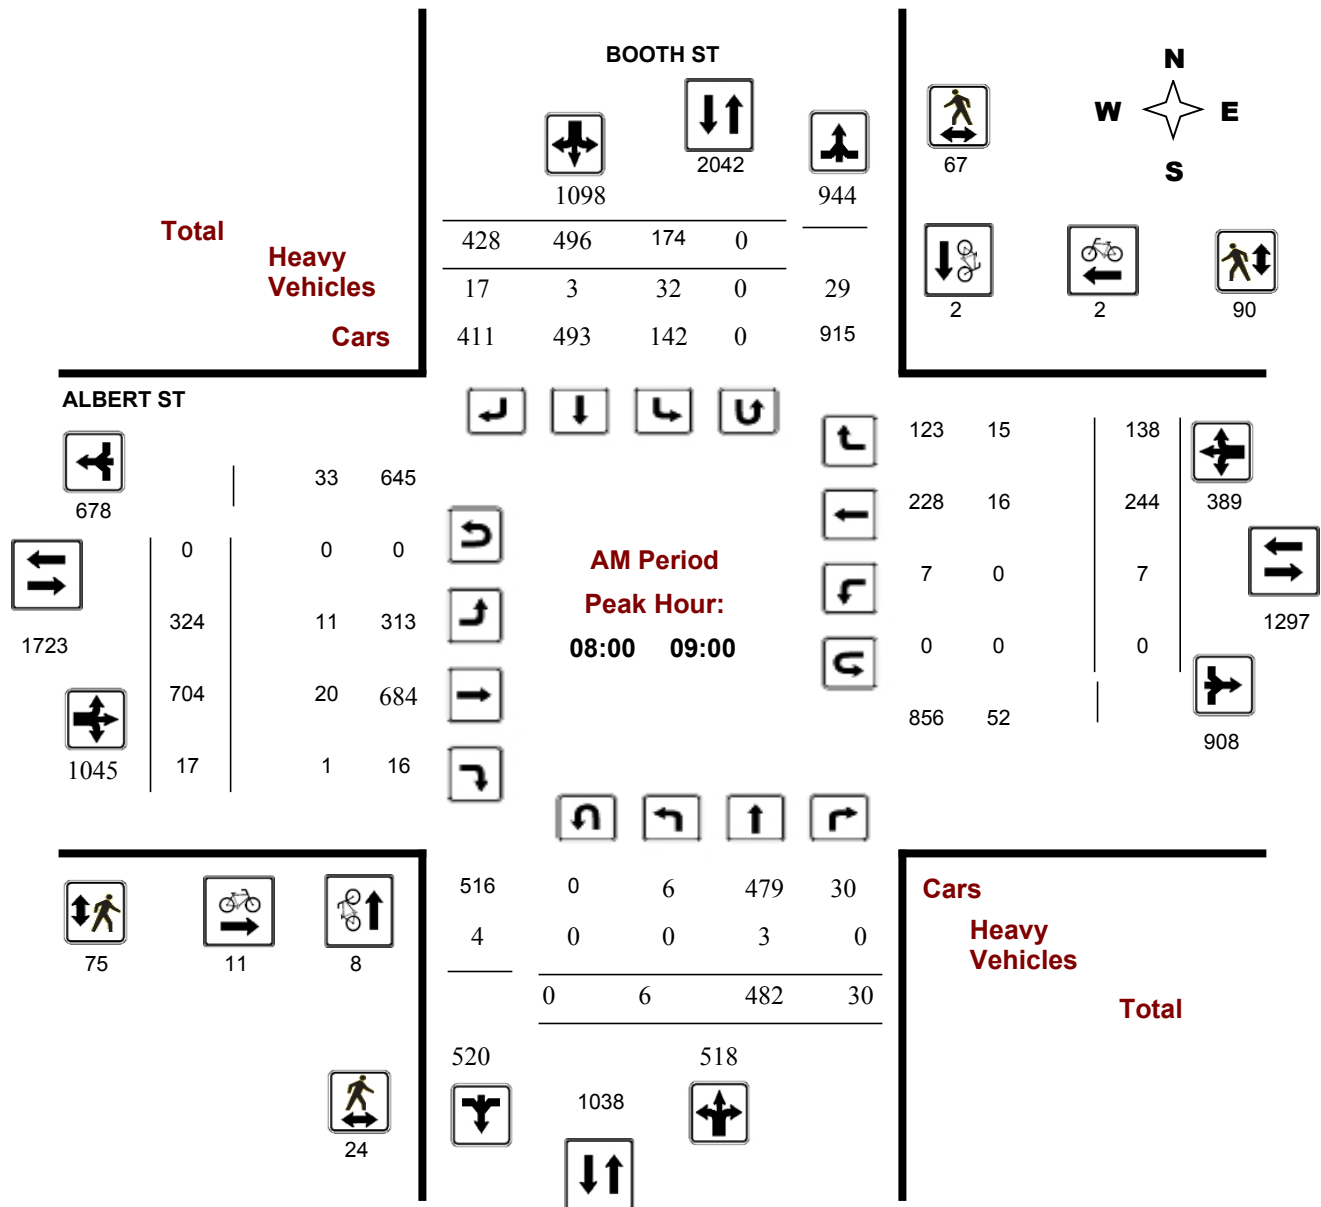 BOOTH ST
N
W E
S
2042
67
1098
944
Total
428 496 174 0
Heavy
Vehicles
17 3 32 0 29
2 2 90
Cars
411 493 142 0 915
ALBERT ST
123 15 138
33 645
678
228 16 244 389
0 0 0
AM Period
7 0 7
Peak Hour:
324 11 313
1297
1723
08:00 09:00
0 0 0
704 20 684
856 52
908
1045 17 1 16
516 0 6 479 30
Cars
4 0 0 3 0
Heavy
Vehicles
75 11 8
0 6 482 30
Total
520 518
1038
24